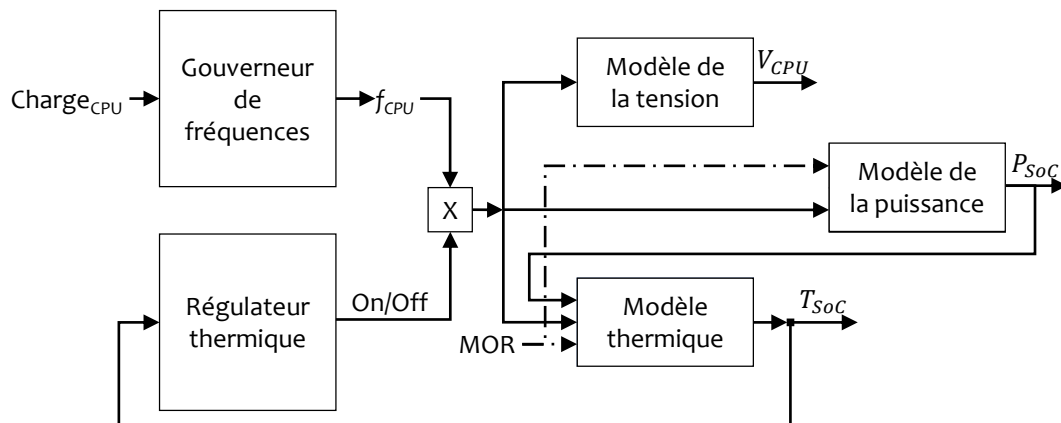 Gouverneur
de
fréquences
Charge_CPU
f_CPU
Modèle de
la tension
V_CPU
Modèle de
la puissance
P_SoC
X
Régulateur
thermique
On/Off
MOR
Modèle
thermique
T_SoC